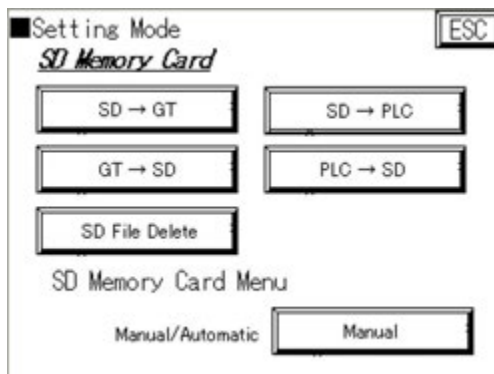 ■Setting Mode ESC
SD Memory Card
SD → GT SD → PLC
GT → SD PLC → SD
SD File Delete
SD Memory Card Menu
Manual/Automatic Manual